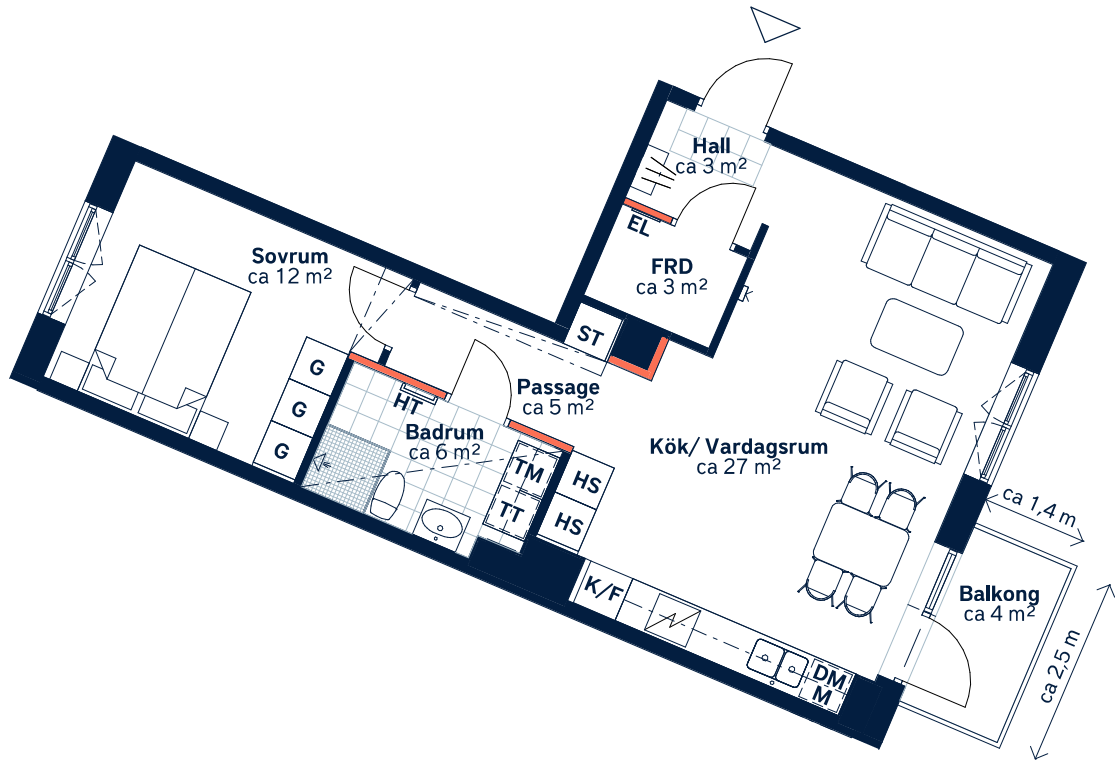 Hall
ca 3 m²
EL
FRD
ca 3 m²
Sovrum
ca 12 m²
ST
G
G
G
HT
Passage
ca 5 m²
Badrum
ca 6 m²
TM
TT
HS
HS
Kök/ Vardagsrum
ca 27 m²
K/F
DM
M
ca 1,4 m
Balkong
ca 4 m²
ca 2,5 m